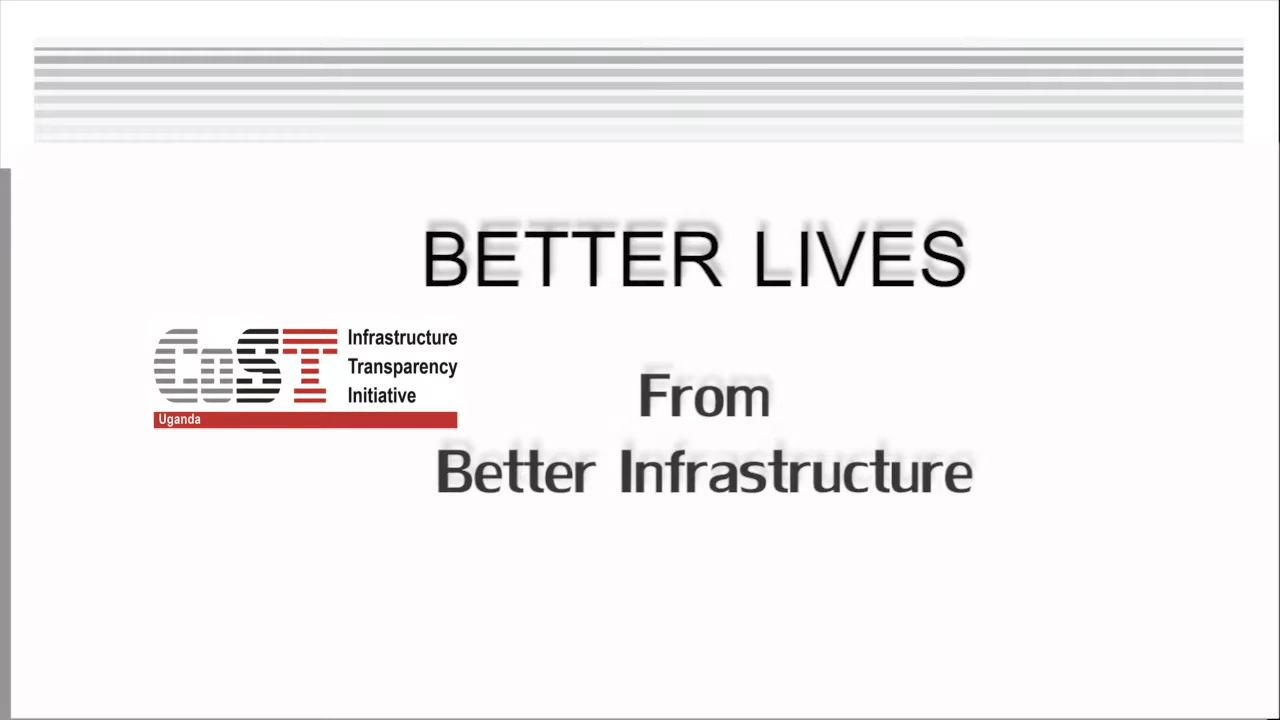 BETTER LIVES
CoST
Infrastructure
Transparency
Initiative
Uganda
From
Better Infrastructure